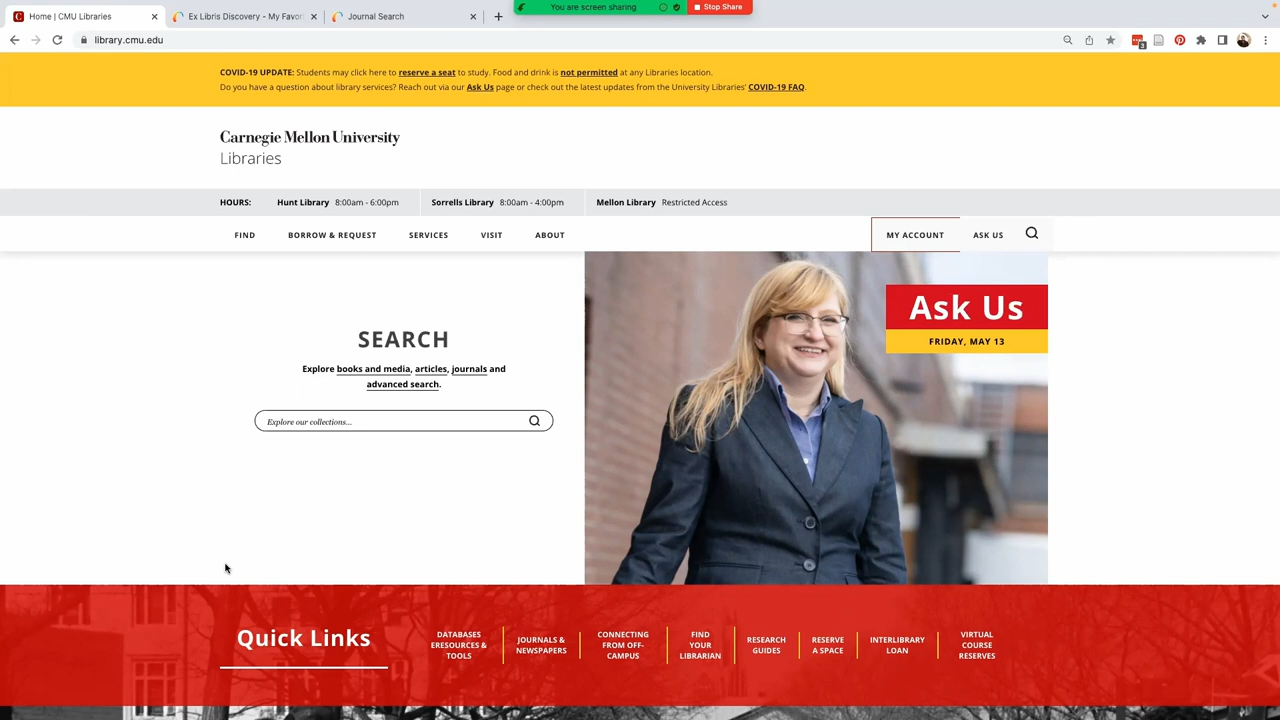 You are screen sharing
Stop Share
Home | CMU Libraries
Ex Libris Discovery - My Favor
Journal Search
library.cmu.edu
3
COVID-19 UPDATE: Students may click here to reserve a seat to study. Food and drink is not permitted at any Libraries location.
Do you have a question about library services? Reach out via our Ask Us page or check out the latest updates from the University Libraries' COVID-19 FAQ.
Carnegie Mellon University
Libraries
HOURS: Hunt Library 8:00am - 6:00pm Sorrells Library 8:00am - 4:00pm Mellon Library Restricted Access
FIND BORROW & REQUEST SERVICES VISIT ABOUT MY ACCOUNT ASK US
Ask Us
FRIDAY, MAY 13
SEARCH
Explore books and media, articles, journals and
advanced search.
Explore our collections...
Quick Links
DATABASES
ERESOURCES &
TOOLS
JOURNALS &
NEWSPAPERS
CONNECTING
FROM OFF-
CAMPUS
FIND
YOUR
LIBRARIAN
RESEARCH
GUIDES
RESERVE
A SPACE
INTERLIBRARY
LOAN
VIRTUAL
COURSE
RESERVES